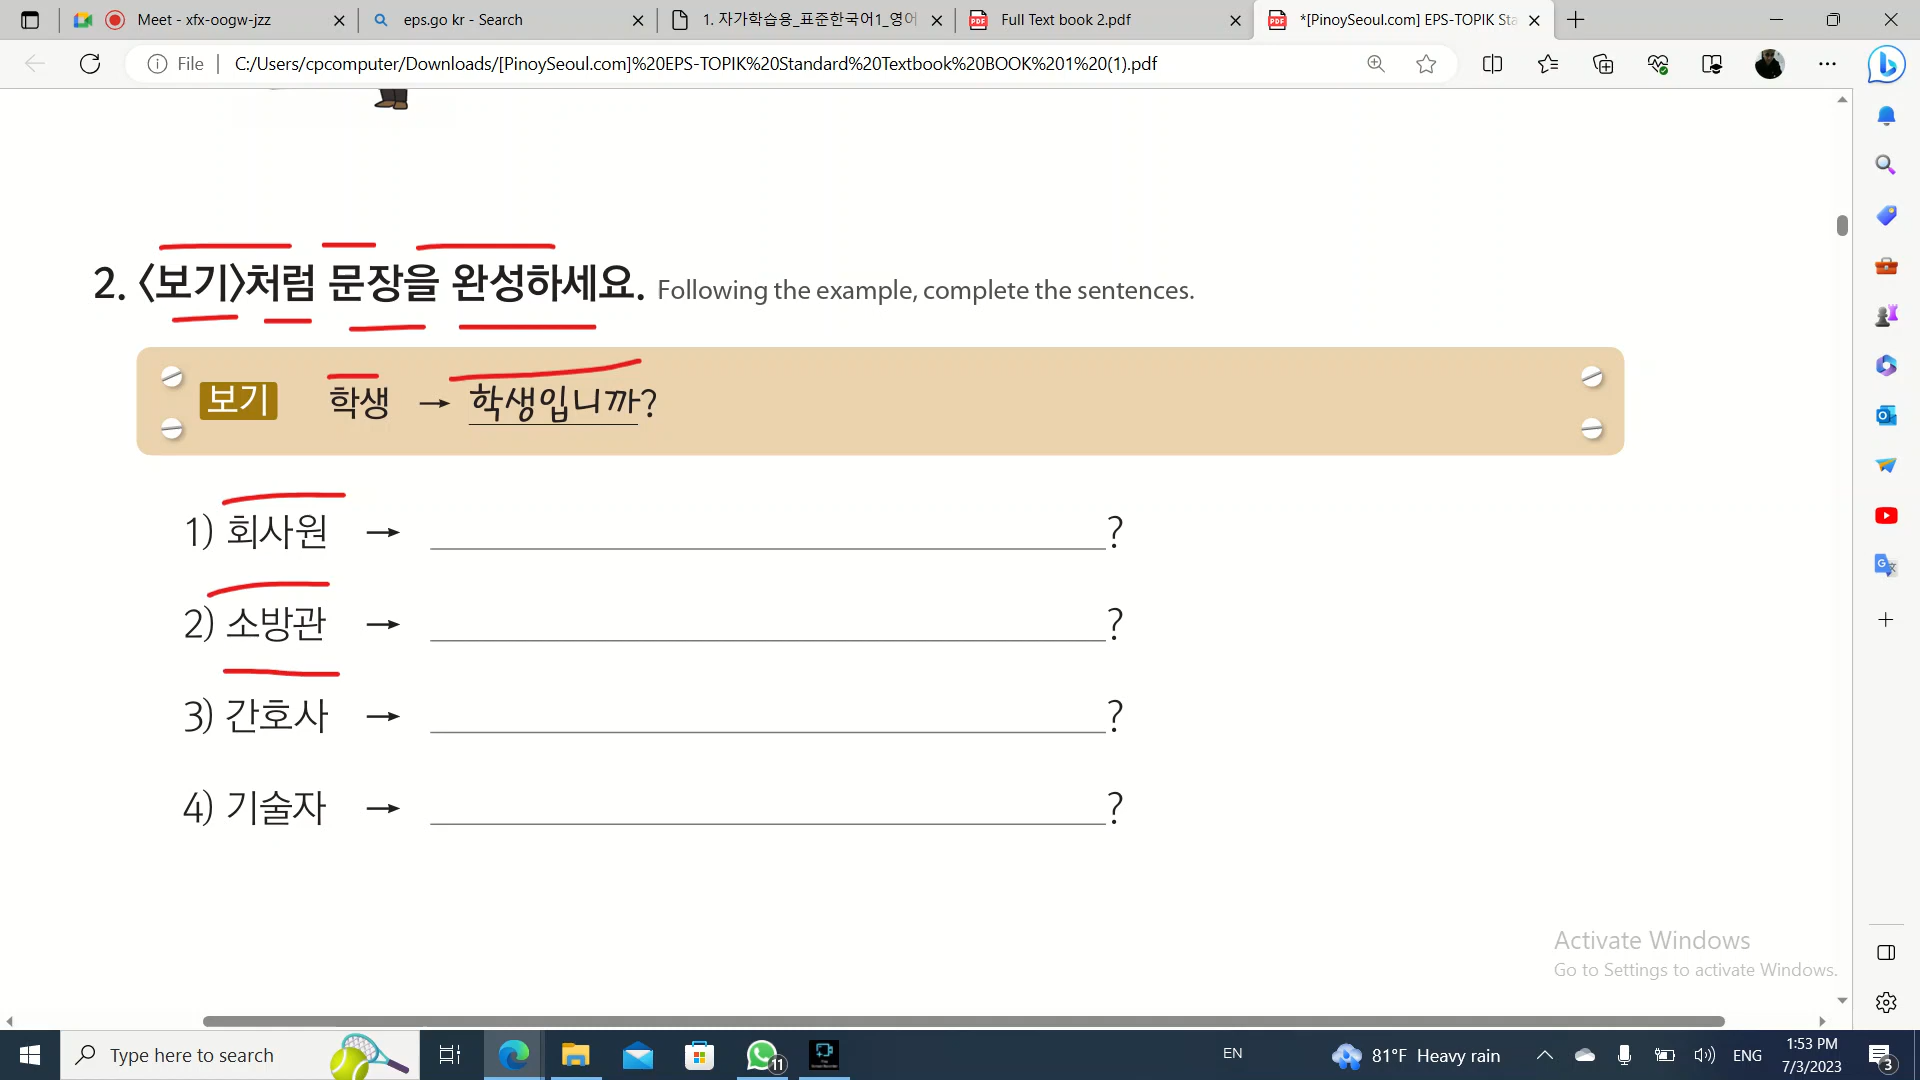 Meet - xfx-oogw-jzz
eps.go kr - Search
1. 자가학습용_표준한국어1_영어
Full Text book 2.pdf
*[PinoySeoul.com] EPS-TOPIK Sta
File
C:/Users/cpcomputer/Downloads/[PinoySeoul.com]%20EPS-TOPIK%20Standard%20Textbook%20BOOK%201%20(1).pdf
2. 〈보기〉처럼 문장을 완성하세요. Following the example, complete the sentences.
보기 학생 → 학생입니까?
1) 회사원 → ?
2) 소방관 → ?
3) 간호사 → ?
4) 기술자 → ?
Activate Windows
Go to Settings to activate Windows.
Type here to search
11
EN
81°F Heavy rain
ENG
1:53 PM
7/3/2023
3